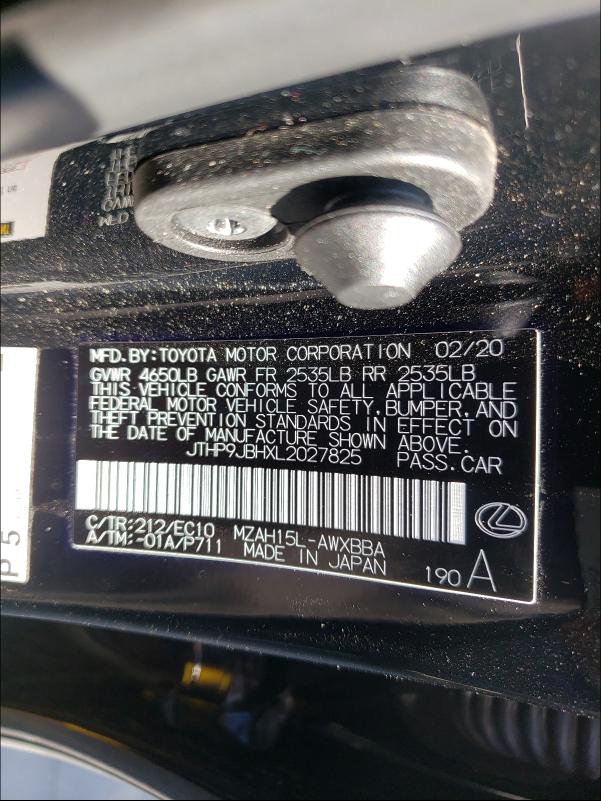 MFD. BY: TOYOTA MOTOR CORPORATION 02/20
GVWR 4650LB GAWR FR 2535LB RR 2535LB
THIS VEHICLE CONFORMS TO ALL APPLICABLE
FEDERAL MOTOR VEHICLE SAFETY, BUMPER, AND
THEFT PREVENTION STANDARDS IN EFFECT ON
THE DATE OF MANUFACTURE SHOWN ABOVE.
JTHP9JBHXL2027825 PASS. CAR
C/TR: 212/EC10 MZAH15L-AWXBBA
A/TM: -01A/P711 MADE IN JAPAN
190 A
P 5